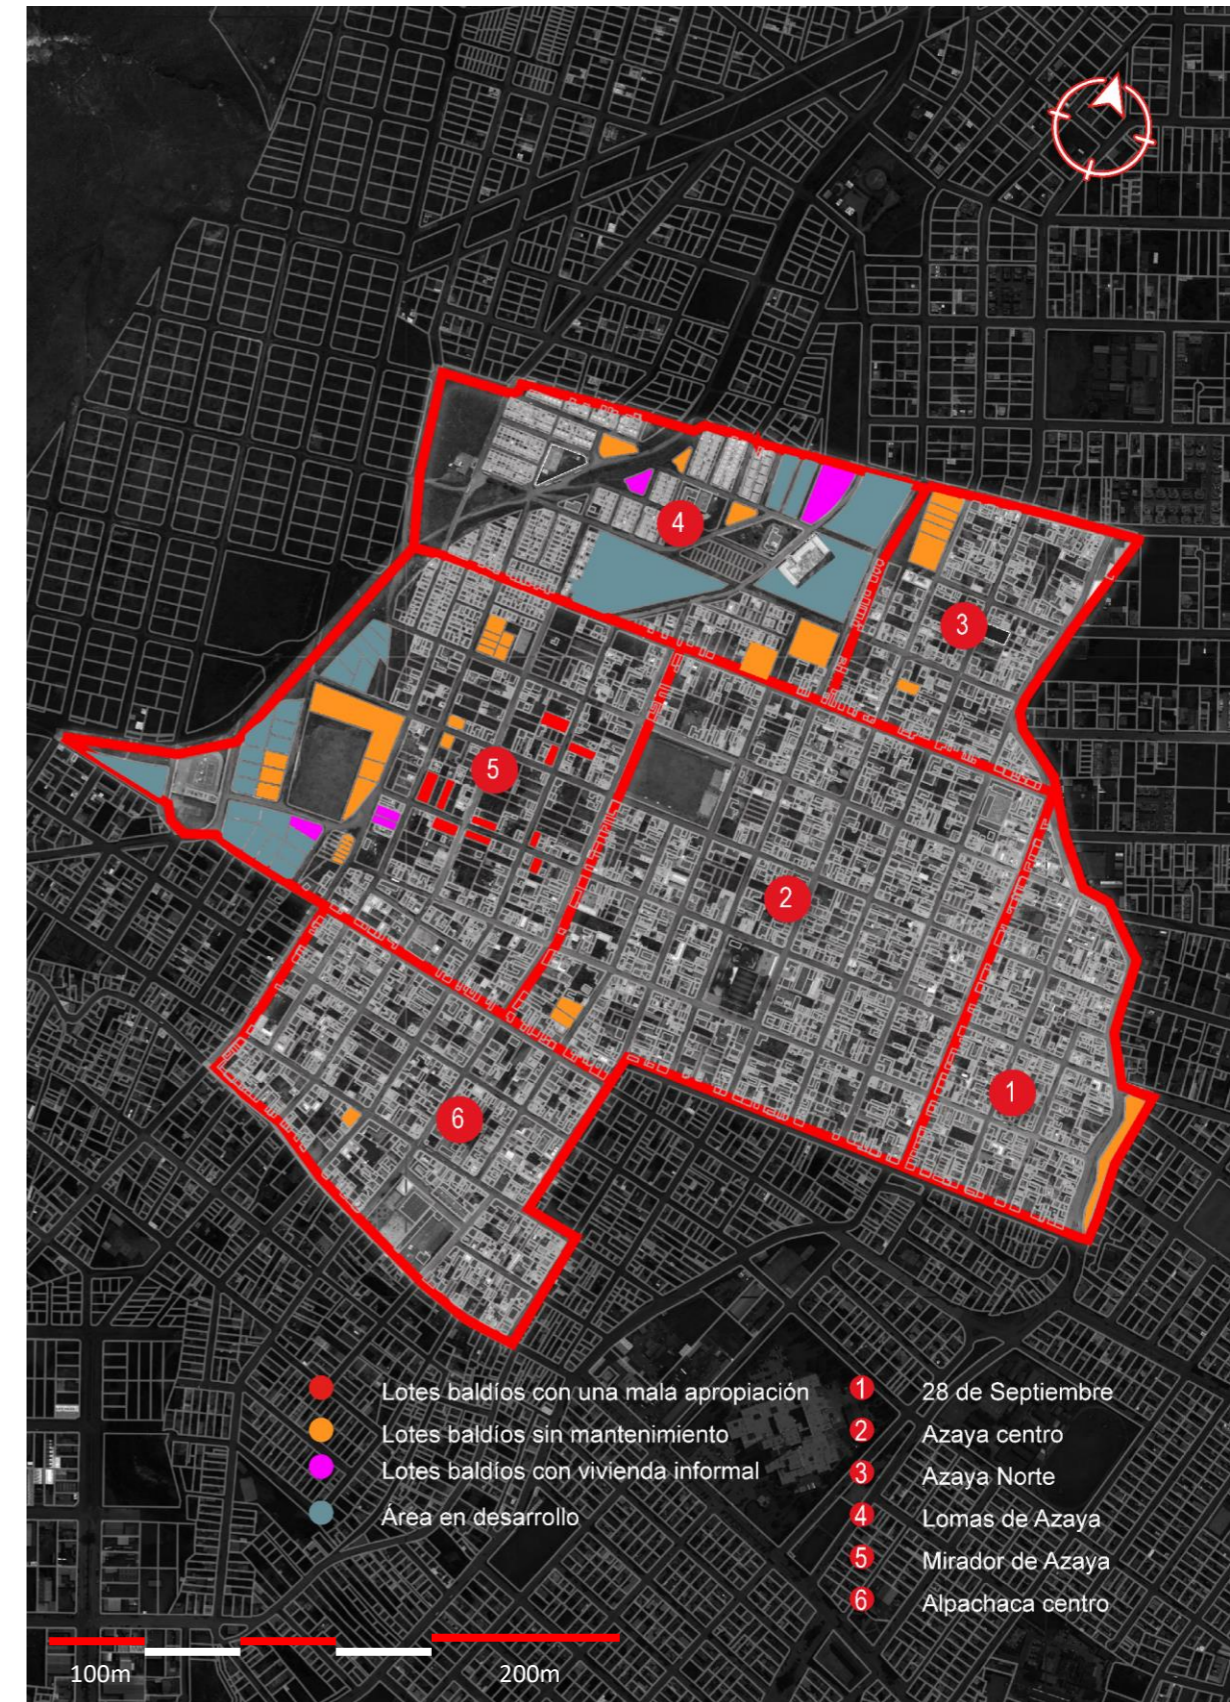 4
3
5
2
1
6
Lotes baldíos con una mala apropiación
Lotes baldíos sin mantenimiento
Lotes baldíos con vivienda informal
Área en desarrollo
1 28 de Septiembre
2 Azaya centro
3 Azaya Norte
4 Lomas de Azaya
5 Mirador de Azaya
6 Alpachaca centro
100m 200m